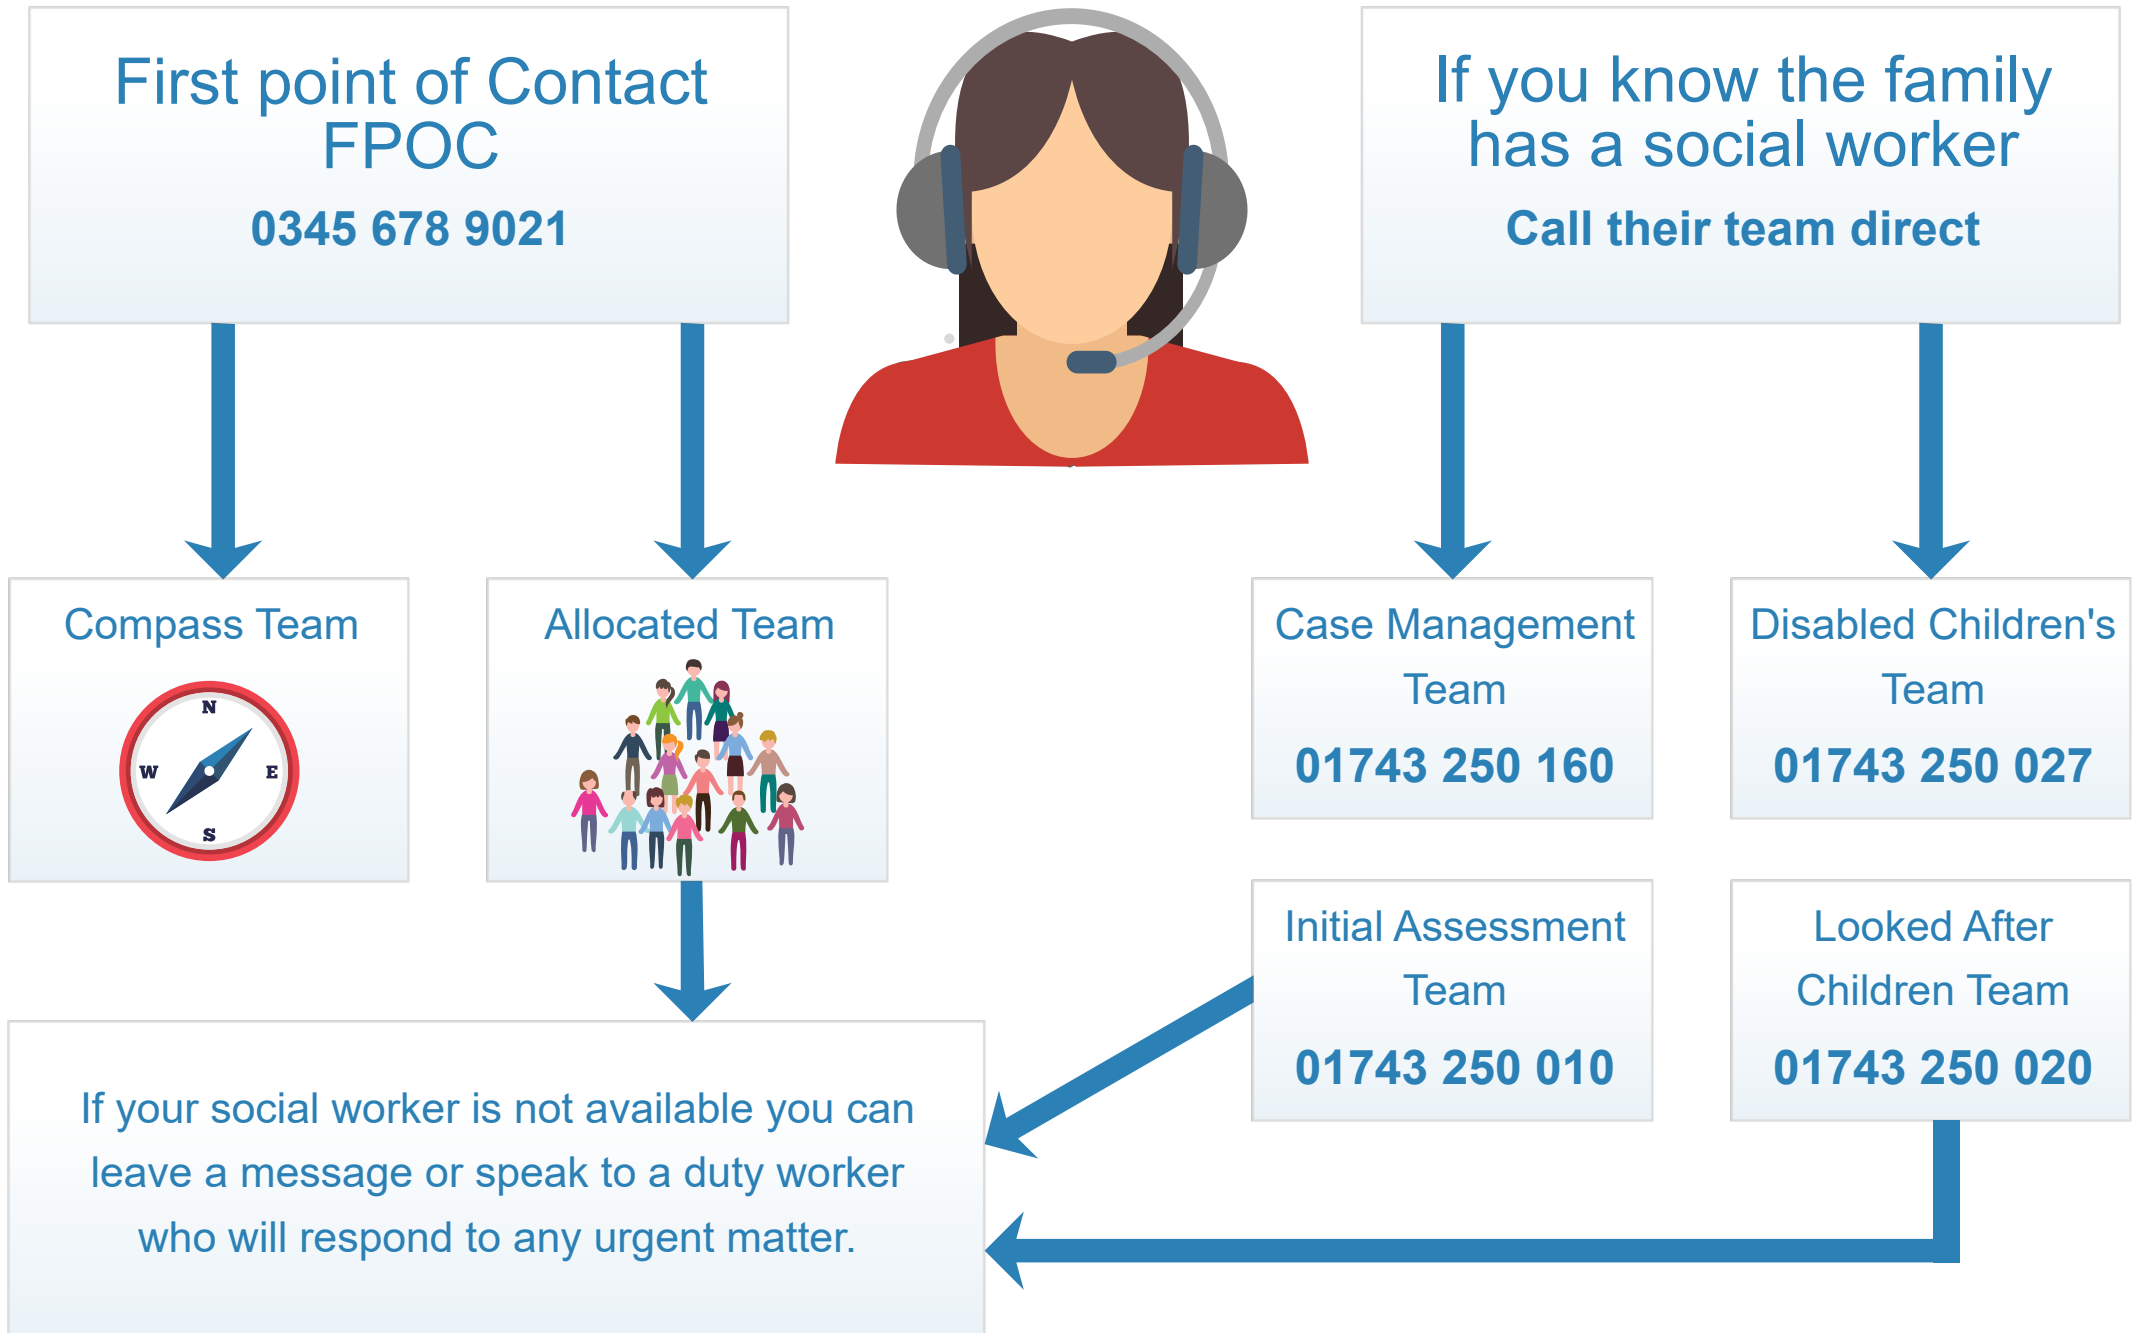 First point of Contact
FPOC
0345 678 9021
If you know the family
has a social worker
Call their team direct
Compass Team
N
W
E
S
Allocated Team
Case Management
Team
01743 250 160
Disabled Children's
Team
01743 250 027
Initial Assessment
Team
01743 250 010
Looked After
Children Team
01743 250 020
If your social worker is not available you can
leave a message or speak to a duty worker
who will respond to any urgent matter.